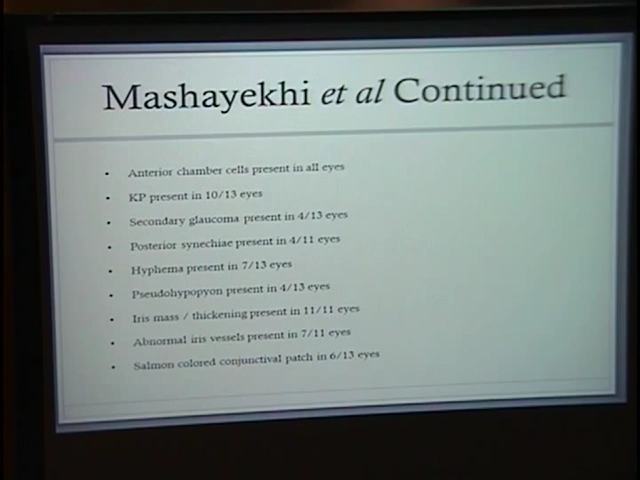 Mashayekhi et al Continued
• Anterior chamber cells present in all eyes
• KP present in 10/13 eyes
• Secondary glaucoma present in 4/13 eyes
• Posterior synechiae present in 4/11 eyes
• Hyphema present in 7/13 eyes
• Pseudohypopyon present in 4/13 eyes
• Iris mass / thickening present in 11/11 eyes
• Abnormal iris vessels present in 7/11 eyes
• Salmon colored conjunctival patch in 6/13 eyes